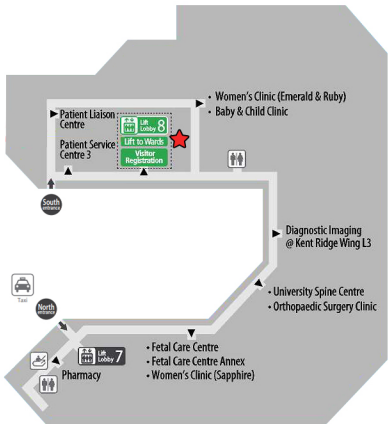 • Women's Clinic (Emerald & Ruby)
• Baby & Child Clinic
Patient Liaison
Centre
Lift
Lobby 8
Lift to Wards
Visitor
Registration
Patient Service
Centre 3
South
entrance
Diagnostic Imaging
@ Kent Ridge Wing L3
Taxi
• University Spine Centre
• Orthopaedic Surgery Clinic
North
entrance
Lift
Lobby 7
• Fetal Care Centre
• Fetal Care Centre Annex
• Women's Clinic (Sapphire)
Pharmacy